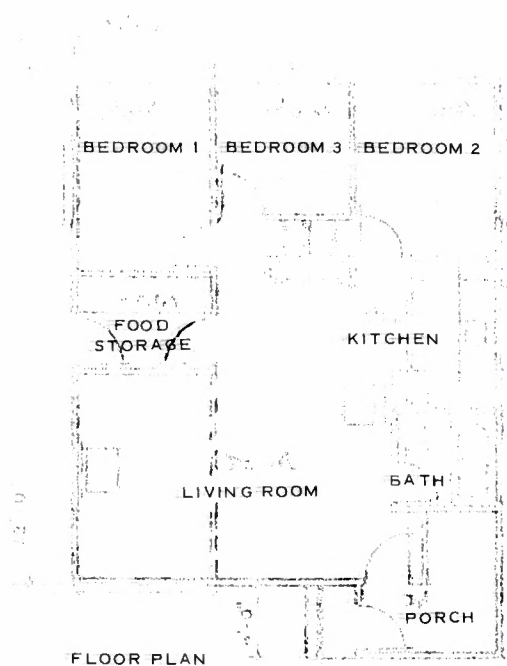 BEDROOM 1
BEDROOM 3
BEDROOM 2
FOOD
STORAGE
KITCHEN
LIVING ROOM
BATH
PORCH
FLOOR PLAN